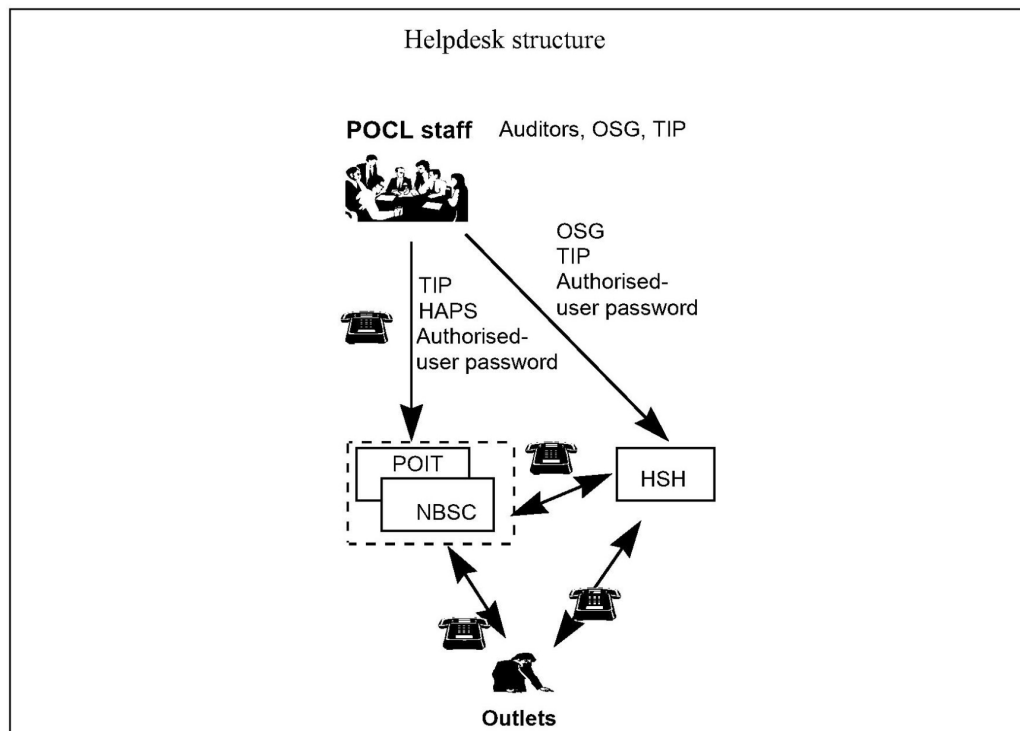 Helpdesk structure
POCL staff Auditors, OSG, TIP
OSG
TIP
Authorised-
user password
TIP
HAPS
Authorised-
user password
POIT
NBSC
HSH
Outlets